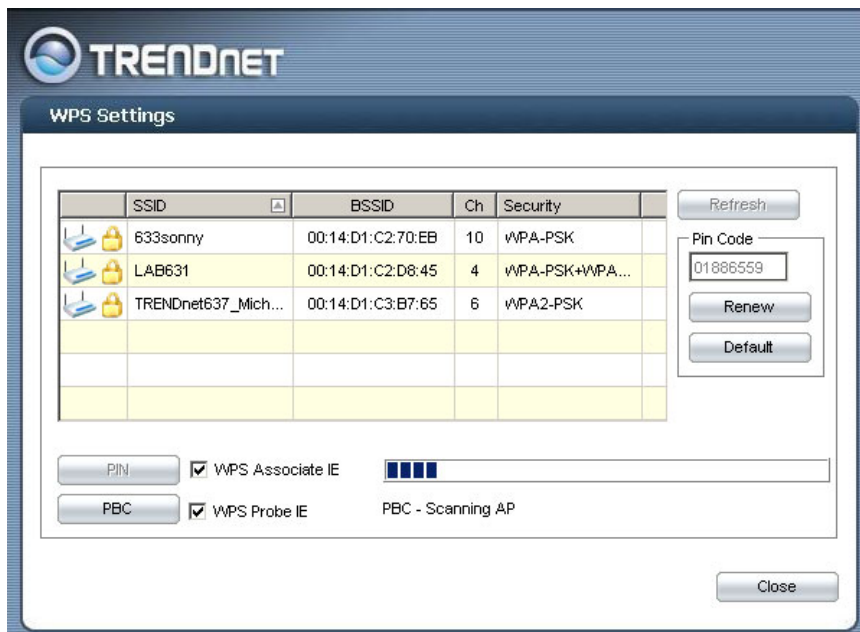 TRENDNET
WPS Settings
SSID BSSID Ch Security
633sonny 00:14:D1:C2:70:EB 10 WPA-PSK
LAB631 00:14:D1:C2:D8:45 4 WPA-PSK+WPA...
TRENDnet637_Mich... 00:14:D1:C3:B7:65 6 WPA2-PSK
Refresh
Pin Code
01886559
Renew
Default
PIN WPS Associate IE
PBC WPS Probe IE PBC - Scanning AP
Close